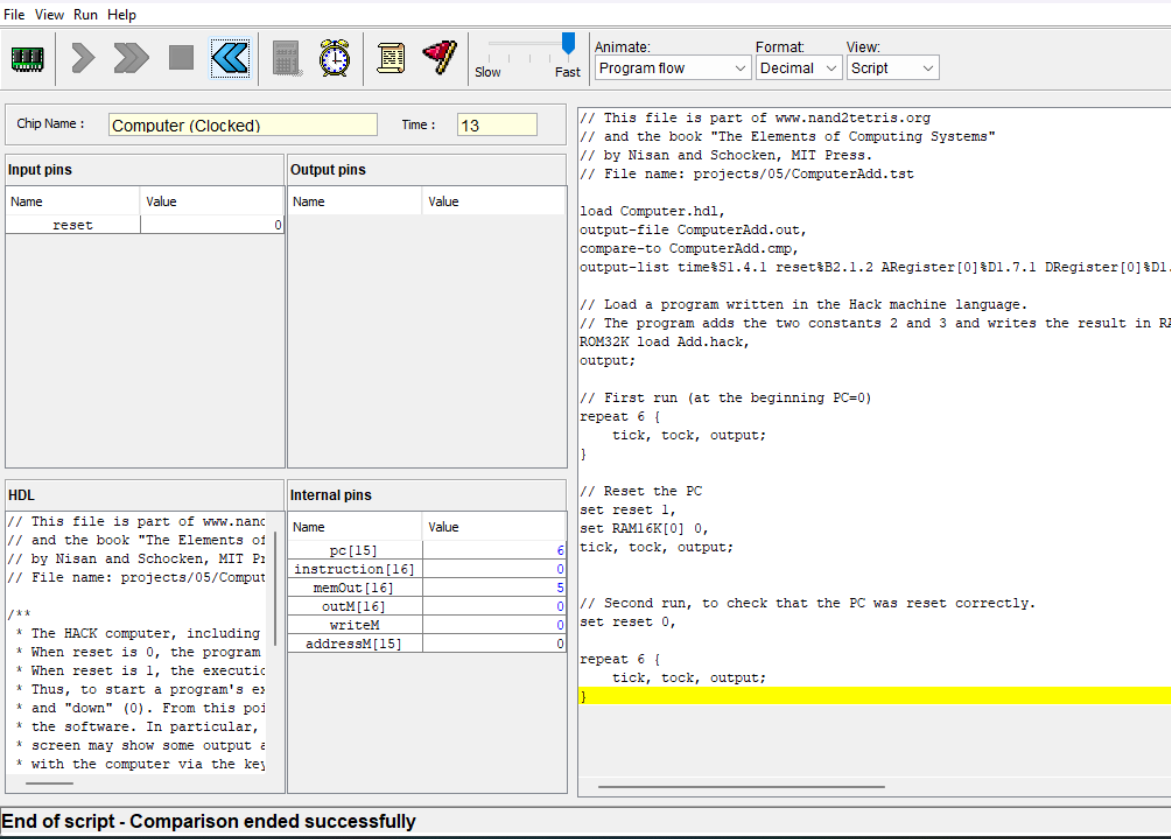 File View Run Help
Slow Fast
Animate: Format: View:
Program flow Decimal Script
Chip Name : Computer (Clocked) Time : 13
Input pins
Name Value
reset 0
Output pins
Name Value
HDL
// This file is part of www.nand
// and the book "The Elements of
// by Nisan and Schocken, MIT Pr
// File name: projects/05/Comput
/**
* The HACK computer, including
* When reset is 0, the program
* When reset is 1, the executio
* Thus, to start a program's ex
* and "down" (0). From this poi
* the software. In particular,
* screen may show some output a
* with the computer via the key
Internal pins
Name Value
pc[15] 6
instruction[16] 0
memOut[16] 5
outM[16] 0
writeM 0
addressM[15] 0
// This file is part of www.nand2tetris.org
// and the book "The Elements of Computing Systems"
// by Nisan and Schocken, MIT Press.
// File name: projects/05/ComputerAdd.tst
load Computer.hdl,
output-file ComputerAdd.out,
compare-to ComputerAdd.cmp,
output-list time%S1.4.1 reset%B2.1.2 ARegister[0]%D1.7.1 DRegister[0]%D1.
// Load a program written in the Hack machine language.
// The program adds the two constants 2 and 3 and writes the result in RA
ROM32K load Add.hack,
output;
// First run (at the beginning PC=0)
repeat 6 {
tick, tock, output;
}
// Reset the PC
set reset 1,
set RAM16K[0] 0,
tick, tock, output;
// Second run, to check that the PC was reset correctly.
set reset 0,
repeat 6 {
tick, tock, output;
}
End of script - Comparison ended successfully